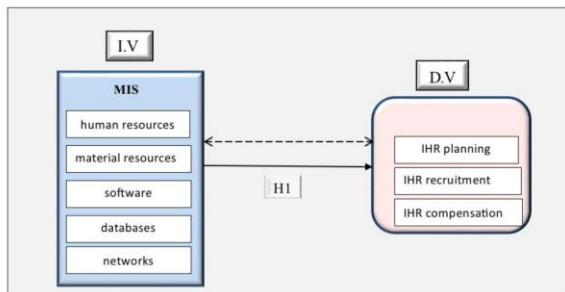 I.V
MIS
human resources
material resources
software
databases
networks
H1
D.V
IHR planning
IHR recruitment
IHR compensation